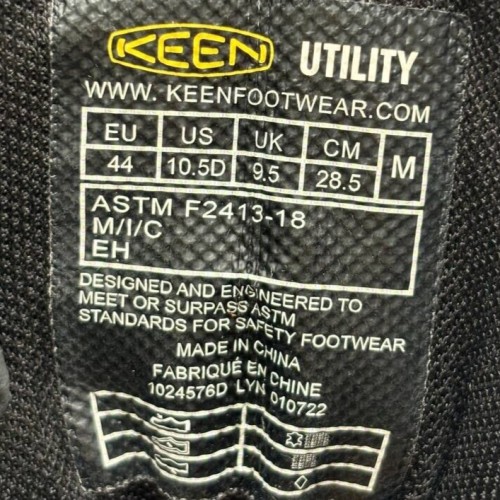 KEEN UTILITY
WWW. KEENFOOTWEAR.COM
EU US UK CM M
44 10.5D 9.5 28.5
ASTM F2413-18
M/I/C
EH
DESIGNED AND ENGINEERED TO
MEET OR SURPASS ASTM
STANDARDS FOR SAFETY FOOTWEAR
MADE IN CHINA
FABRIQUÉ EN CHINE
1024576D LYK 010722